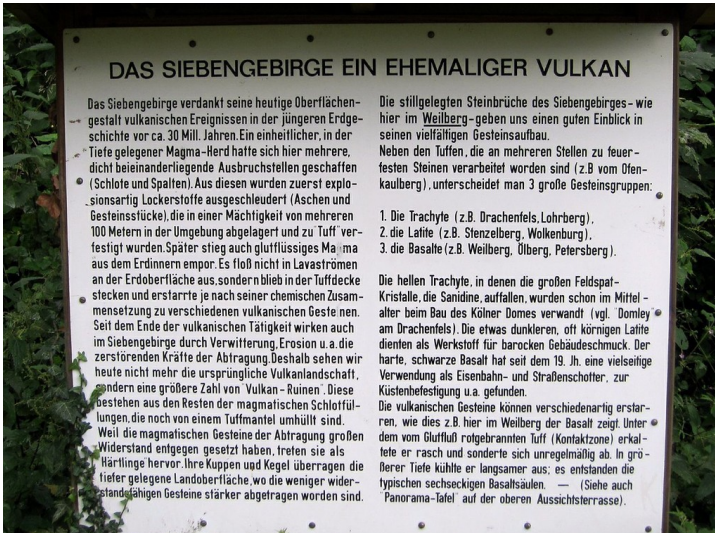 DAS SIEBENGEBIRGE EIN EHEMALIGER VULKAN
Das Siebengebirge verdankt seine heutige Oberflächen-
gestalt vulkanischen Ereignissen in der jüngeren Erdge-
schichte vor ca. 30 Mill. Jahren. Ein einheitlicher, in der
Tiefe gelegener Magma-Herd hatte sich hier mehrere,
dicht beieinanderliegende Ausbruchstellen geschaffen
(Schlote und Spalten). Aus diesen wurden zuerst explo-
sionsartig Lockerstoffe ausgeschleudert (Aschen und
Gesteinsstücke), die in einer Mächtigkeit von mehreren
100 Metern in der Umgebung abgelagert und zu "Tuff" ver-
festigt wurden. Später stieg auch glutflüssiges Magma
aus dem Erdinnern empor. Es floß nicht in Lavaströmen
an der Erdoberfläche aus, sondern blieb in der Tuffdecke
stecken und erstarrte je nach seiner chemischen Zusam-
mensetzung zu verschiedenen vulkanischen Gesteinen.
Seit dem Ende der vulkanischen Tätigkeit wirken auch
im Siebengebirge durch Verwitterung, Erosion u. a. die
zerstörenden Kräfte der Abtragung. Deshalb sehen wir
heute nicht mehr die ursprüngliche Vulkanlandschaft,
sondern eine größere Zahl von "Vulkan-Ruinen". Diese
bestehen aus den Resten der magmatischen Schlotfül-
lungen, die noch von einem Tuffmantel umhüllt sind.
Weil die magmatischen Gesteine der Abtragung großen
Widerstand entgegen gesetzt haben, treten sie als
"Härtlinge" hervor. Ihre Kuppen und Kegel überragen die
tiefer gelegene Landoberfläche, wo die weniger wider-
standsfähigen Gesteine stärker abgetragen worden sind.
Die stillgelegten Steinbrüche des Siebengebirges - wie
hier im Weilberg - geben uns einen guten Einblick in
seinen vielfältigen Gesteinsaufbau.
Neben den Tuffen, die an mehreren Stellen zu feuer-
festen Steinen verarbeitet worden sind (z.B vom Ofen-
kaulberg), unterscheidet man 3 große Gesteinsgruppen:
1. die Trachyte (z.B. Drachenfels, Lohrberg),
2. die Latite (z.B. Stenzelberg, Wolkenburg),
3. die Basalte (z.B. Weilberg, Ölberg, Petersberg).
Die hellen Trachyte, in denen die großen Feldspat-
Kristalle, die Sanidine, auffallen, wurden schon im Mittel-
alter beim Bau des Kölner Domes verwandt (vgl. "Domley"
am Drachenfels). Die etwas dunkleren, oft körnigen Latite
dienten als Werkstoff für barocken Gebäudeschmuck. Der
harte, schwarze Basalt hat seit dem 19. Jh. eine vielseitige
Verwendung als Eisenbahn- und Straßenschotter, zur
Küstenbefestigung u.a. gefunden.
Die vulkanischen Gesteine können verschiedenartig erstar-
ren, wie dies z.B. hier im Weilberg der Basalt zeigt. Unter
dem vom Glutfluß rotgebrannten Tuff (Kontaktzone) erkal-
tete er rasch und sonderte sich unregelmäßig ab. In grö-
ßerer Tiefe kühlte er langsamer aus; es entstanden die
typischen sechseckigen Basaltsäulen. — (Siehe auch
"Panorama-Tafel" auf der oberen Aussichtsterrasse).